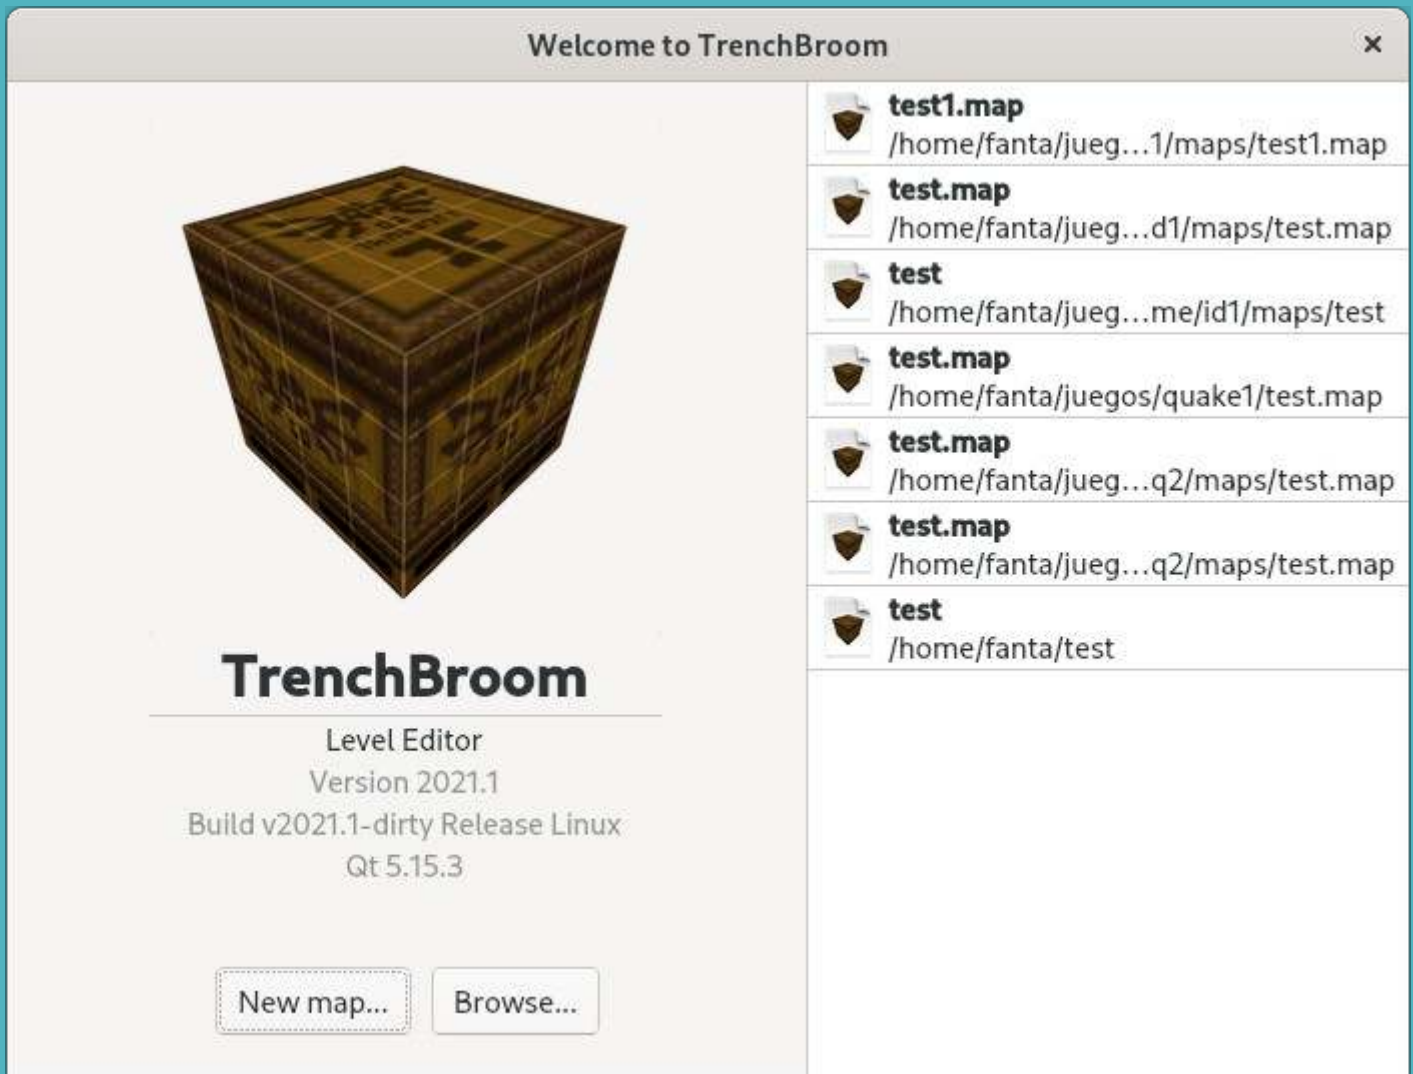 Welcome to TrenchBroom
TrenchBroom
Level Editor
Version 2021.1
Build v2021.1-dirty Release Linux
Qt 5.15.3
New map...
Browse...
test1.map
/home/fanta/jueg...1/maps/test1.map
test.map
/home/fanta/jueg...d1/maps/test.map
test
/home/fanta/jueg...me/id1/maps/test
test.map
/home/fanta/juegos/quake1/test.map
test.map
/home/fanta/jueg...q2/maps/test.map
test.map
/home/fanta/jueg...q2/maps/test.map
test
/home/fanta/test